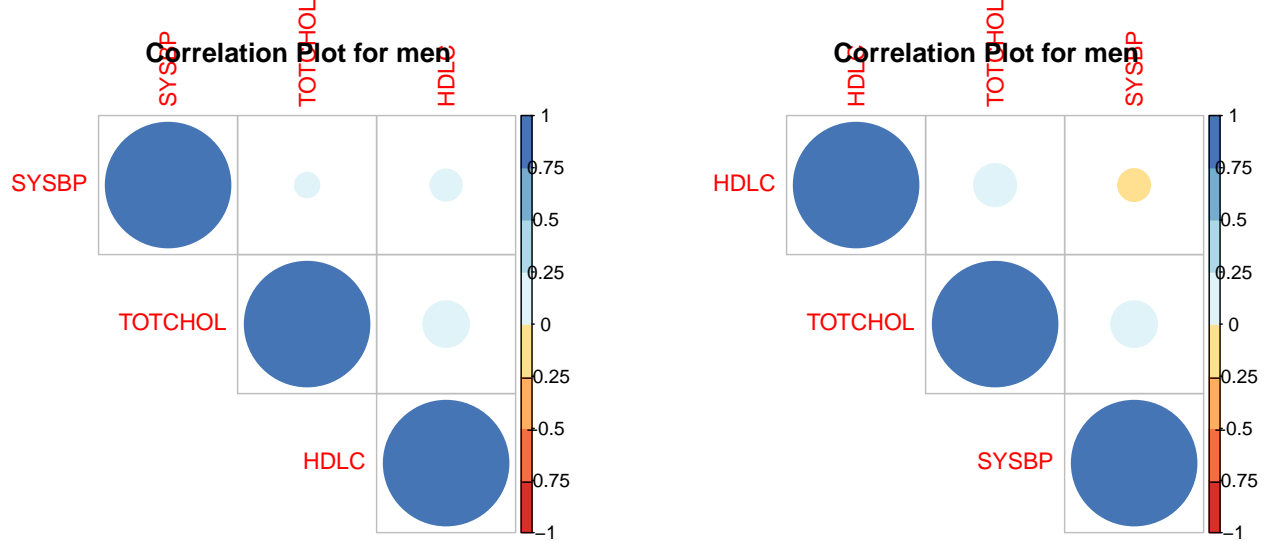 Correlation Plot for men
SYSBP
TOTCHOL
HDLC
SYSBP
TOTCHOL
HDLC
1
0.75
0.5
0.25
0
−0.25
−0.5
−0.75
−1
Correlation Plot for men
HDLC
TOTCHOL
SYSBP
HDLC
TOTCHOL
SYSBP
1
0.75
0.5
0.25
0
−0.25
−0.5
−0.75
−1